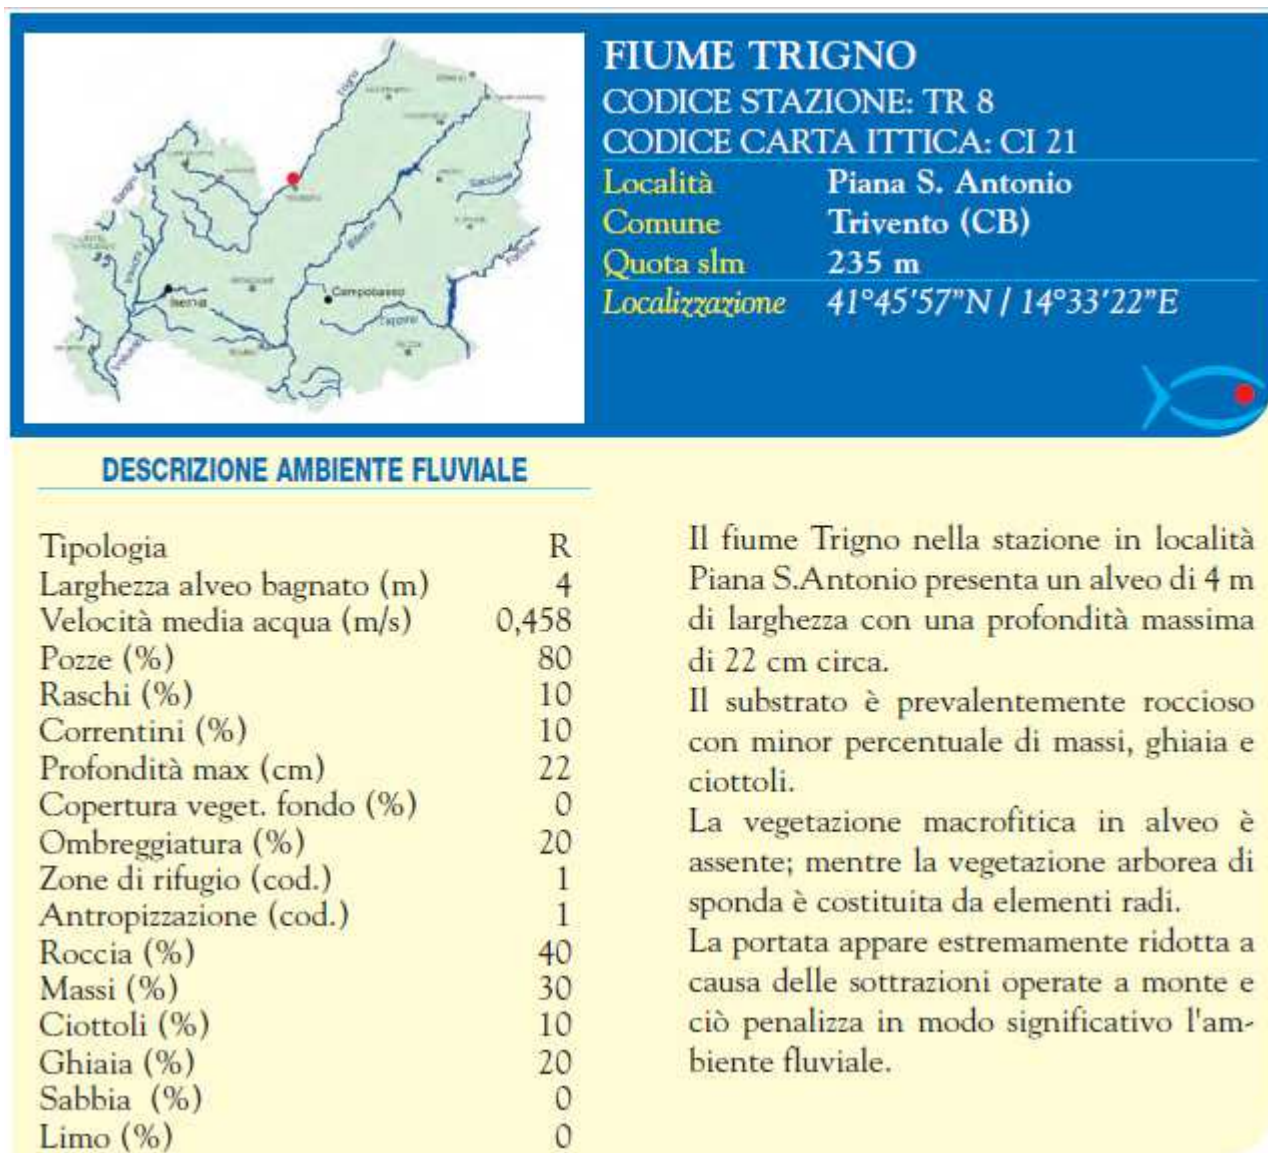 FIUME TRIGNO
CODICE STAZIONE: TR 8
CODICE CARTA ITTICA: CI 21
Località Piana S. Antonio
Comune Trivento (CB)
Quota slm 235 m
Localizzazione 41°45'57"N / 14°33'22"E
Trigno
Biferno
Fortore
Tappino
Campobasso
Isernia
Volturno
Sangro
DESCRIZIONE AMBIENTE FLUVIALE
Tipologia R
Larghezza alveo bagnato (m) 4
Velocità media acqua (m/s) 0,458
Pozze (%) 80
Raschi (%) 10
Correntini (%) 10
Profondità max (cm) 22
Copertura veget. fondo (%) 0
Ombreggiatura (%) 20
Zone di rifugio (cod.) 1
Antropizzazione (cod.) 1
Roccia (%) 40
Massi (%) 30
Ciottoli (%) 10
Ghiaia (%) 20
Sabbia (%) 0
Limo (%) 0
Il fiume Trigno nella stazione in località
Piana S.Antonio presenta un alveo di 4 m
di larghezza con una profondità massima
di 22 cm circa.
Il substrato è prevalentemente roccioso
con minor percentuale di massi, ghiaia e
ciottoli.
La vegetazione macrofitica in alveo è
assente; mentre la vegetazione arborea di
sponda è costituita da elementi radi.
La portata appare estremamente ridotta a
causa delle sottrazioni operate a monte e
ciò penalizza in modo significativo l'am-
biente fluviale.